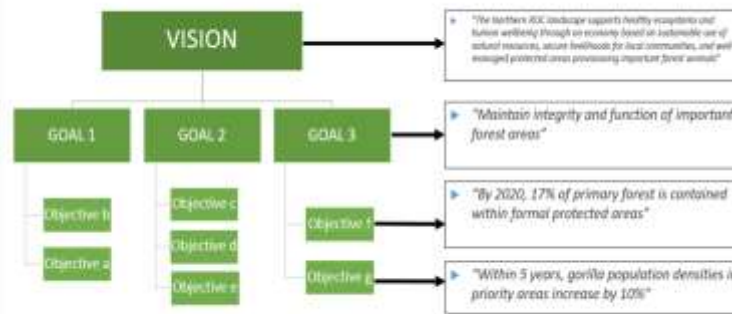 VISION
"The Northern ROC landscape supports healthy ecosystems and
human wellbeing through an economy based on sustainable use of
natural resources, secure livelihoods for local communities, and well
managed protected areas provisioning important forest animals"
GOAL 1
GOAL 2
GOAL 3
"Maintain integrity and function of important
forest areas"
Objective b
Objective a
Objective c
Objective d
Objective e
Objective f
Objective g
"By 2020, 17% of primary forest is contained
within formal protected areas"
"Within 5 years, gorilla population densities i
priority areas increase by 10%"